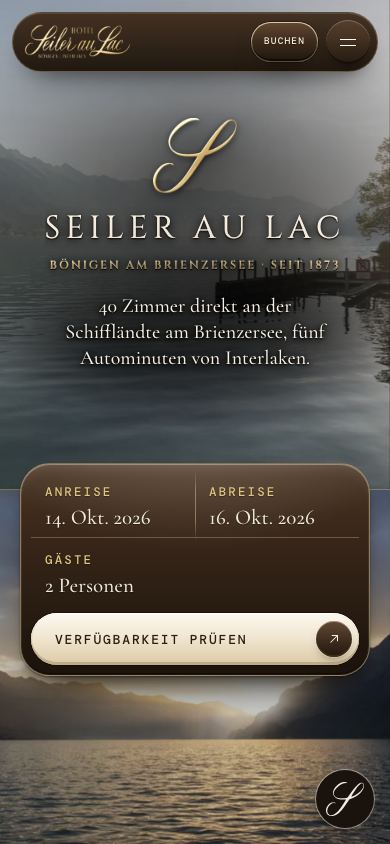 HOTEL
Seiler au Lac
BUCHEN
S
SEILER AU LAC
BÖNIGEN AM BRIENZERSEE · SEIT 1873
40 Zimmer direkt an der
Schiffländte am Brienzersee, fünf
Autominuten von Interlaken.
ANREISE
ABREISE
14. Okt. 2026
16. Okt. 2026
GÄSTE
2 Personen
VERFÜGBARKEIT PRÜFEN
S